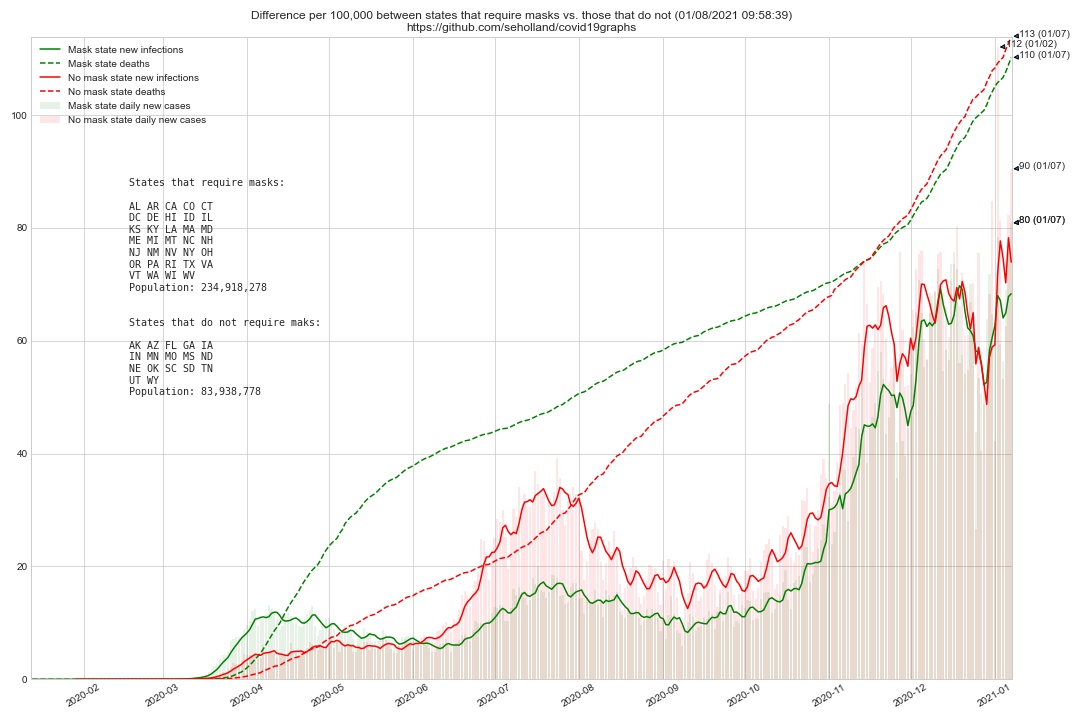 Difference per 100,000 between states that require masks vs. those that do not (01/08/2021 09:58:39)
https://github.com/seholland/covid19graphs
Mask state new infections
Mask state deaths
No mask state new infections
No mask state deaths
Mask state daily new cases
No mask state daily new cases
113 (01/07)
12 (01/02)
110 (01/07)
90 (01/07)
80 (01/07)
States that require masks:
AL AR CA CO CT
DC DE HI ID IL
KS KY LA MA MD
ME MI MT NC NH
NJ NM NV NY OH
OR PA RI TX VA
VT WA WI WV
Population: 234,918,278
States that do not require maks:
AK AZ FL GA IA
IN MN MO MS ND
NE OK SC SD TN
UT WY
Population: 83,938,778
100
80
60
40
20
0
2020-02
2020-03
2020-04
2020-05
2020-06
2020-07
2020-08
2020-09
2020-10
2020-11
2020-12
2021-01